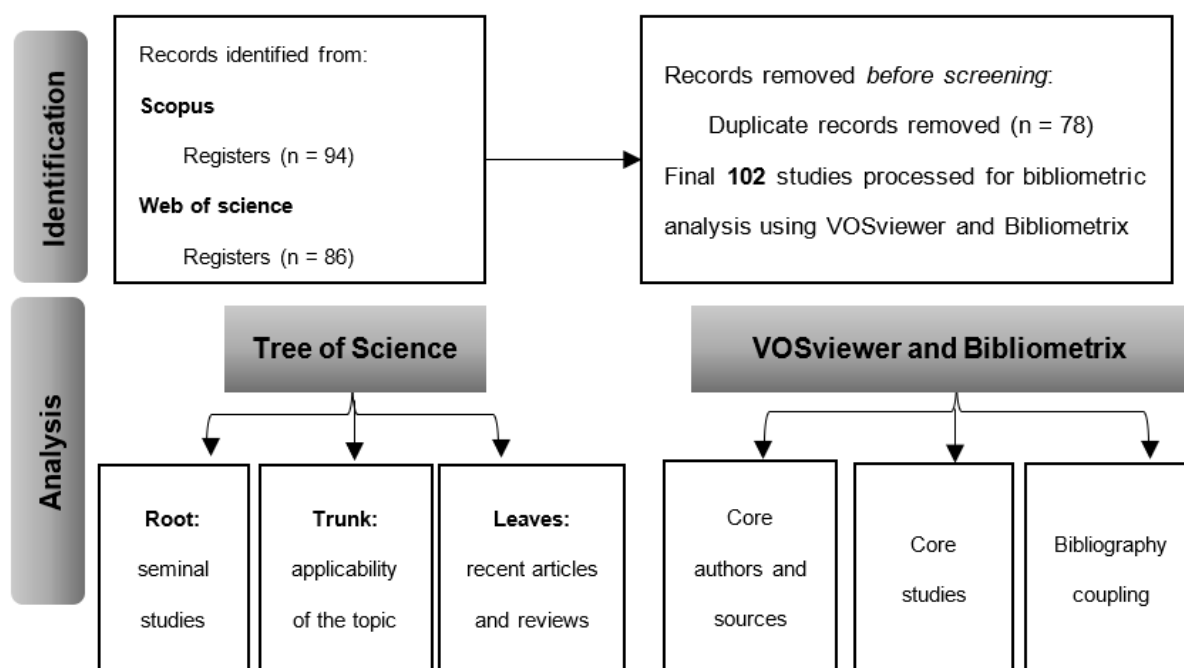 Identification
Records identified from:
Scopus
Registers (n = 94)
Web of science
Registers (n = 86)
Records removed before screening:
Duplicate records removed (n = 78)
Final 102 studies processed for bibliometric
analysis using VOSviewer and Bibliometrix
Analysis
Tree of Science
VOSviewer and Bibliometrix
Root:
seminal
studies
Trunk:
applicability
of the topic
Leaves:
recent articles
and reviews
Core
authors and
sources
Core
studies
Bibliography
coupling